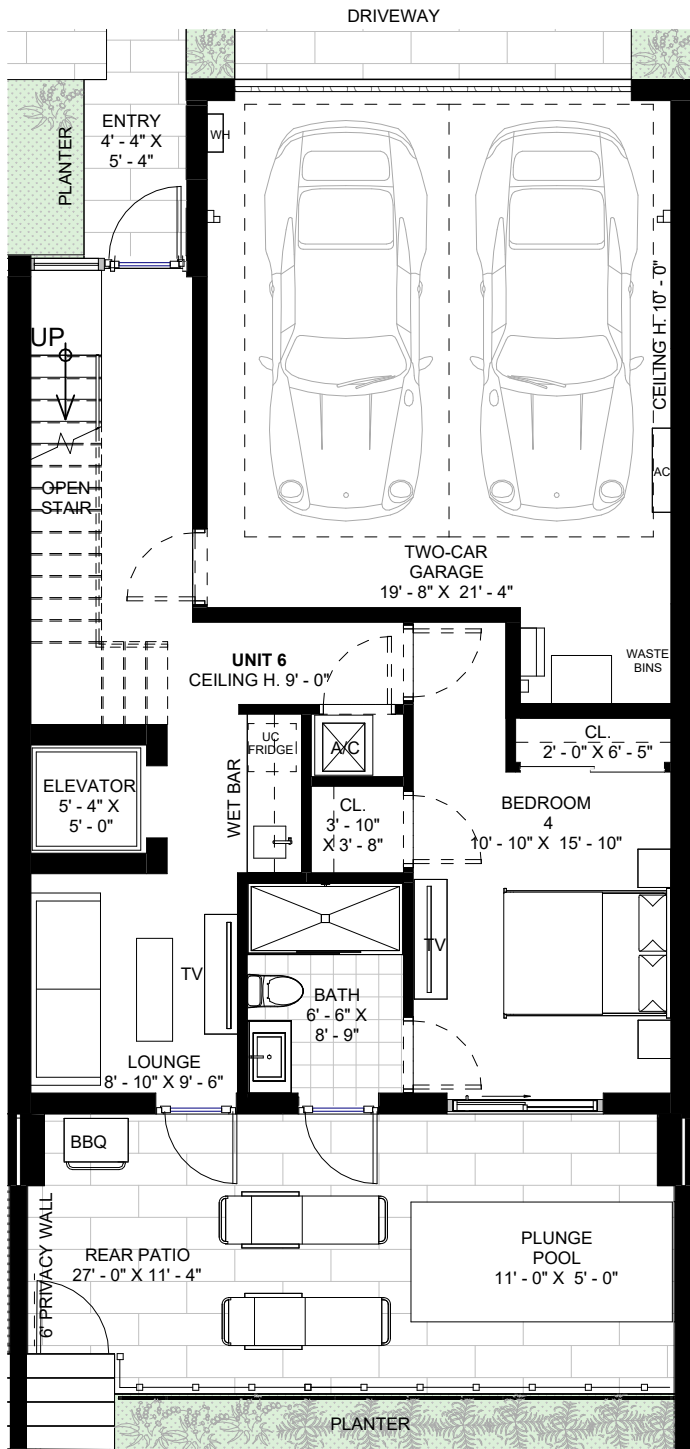 DRIVEWAY
PLANTER
ENTRY
4' - 4" X
5' - 4"
WH
CEILING H. 10' - 0"
UP
OPEN
STAIR
AC
TWO-CAR
GARAGE
19' - 8" X 21' - 4"
WASTE
BINS
UNIT 6
CEILING H. 9' - 0"
UC
FRIDGE
A/C
CL.
2' - 0" X 6' - 5"
ELEVATOR
5' - 4" X
5' - 0"
WET BAR
CL.
3' - 10"
X 3' - 8"
BEDROOM
4
10' - 10" X 15' - 10"
TV
TV
BATH
6' - 6" X
8' - 9"
LOUNGE
8' - 10" X 9' - 6"
BBQ
6' PRIVACY WALL
REAR PATIO
27' - 0" X 11' - 4"
PLUNGE
POOL
11' - 0" X 5' - 0"
PLANTER